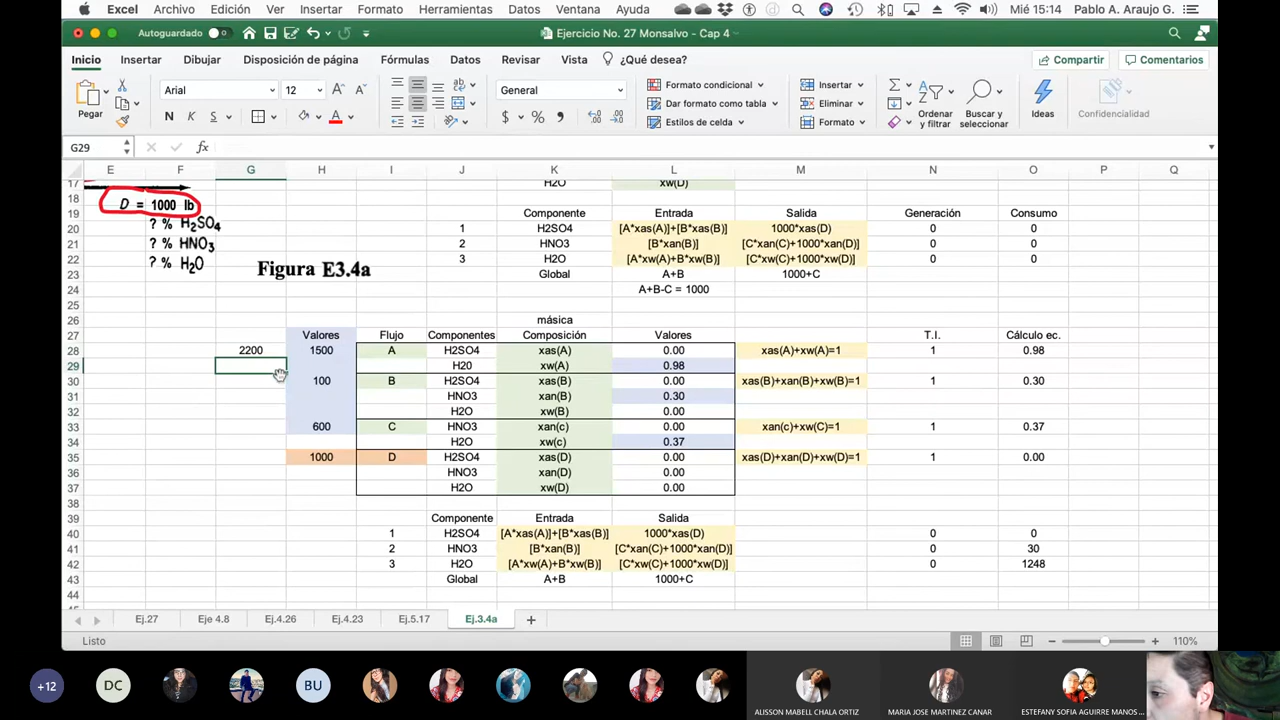 Excel Archivo Edición Ver Insertar Formato Herramientas Datos Ventana Ayuda Mié 15:14 Pablo A. Araujo G.
Autoguardado Ejercicio No. 27 Monsalvo - Cap 4
Inicio Insertar Dibujar Disposición de página Fórmulas Datos Revisar Vista ¿Qué desea? Compartir Comentarios
Pegar
Arial 12
N K S
General
$ % 000
Formato condicional
Dar formato como tabla
Estilos de celda
Insertar
Eliminar
Formato
Ordenar y filtrar
Buscar y seleccionar
Ideas
Confidencialidad
G29 fx
E F G H I J K L M N O P Q
17 H2O xw(D)
18 D = 1000 lb
19 ? % H2SO4 Componente Entrada Salida Generación Consumo
20 1 H2SO4 [A*xas(A)]+[B*xas(B)] 1000*xas(D) 0 0
21 ? % HNO3 2 HNO3 [B*xan(B)] [C*xan(C)+1000*xan(D)] 0 0
22 ? % H2O 3 H2O [A*xw(A)+B*xw(B)] [C*xw(C)+1000*xw(D)] 0 0
23 Figura E3.4a Global A+B 1000+C
24 A+B-C = 1000
25
26 másica
27 Valores Flujo Componentes Composición Valores T.I. Cálculo ec.
28 2200 1500 A H2SO4 xas(A) 0.00 xas(A)+xw(A)=1 1 0.98
29 H20 xw(A) 0.98
30 100 B H2SO4 xas(B) 0.00 xas(B)+xan(B)+xw(B)=1 1 0.30
31 HNO3 xan(B) 0.30
32 H2O xw(B) 0.00
33 600 C HNO3 xan(c) 0.00 xan(c)+xw(C)=1 1 0.37
34 H2O xw(c) 0.37
35 1000 D H2SO4 xas(D) 0.00 xas(D)+xan(D)+xw(D)=1 1 0.00
36 HNO3 xan(D) 0.00
37 H2O xw(D) 0.00
38
39 Componente Entrada Salida
40 1 H2SO4 [A*xas(A)]+[B*xas(B)] 1000*xas(D) 0 0
41 2 HNO3 [B*xan(B)] [C*xan(C)+1000*xan(D)] 0 30
42 3 H2O [A*xw(A)+B*xw(B)] [C*xw(C)+1000*xw(D)] 0 1248
43 Global A+B 1000+C
44
Ej.27 Eje 4.8 Ej.4.26 Ej.4.23 Ej.5.17 Ej.3.4a +
Listo 110%
+12 DC BU ALISSON MABELL CHALA ORTIZ MARIA JOSE MARTINEZ CANAR ESTEFANY SOFIA AGUIRRE MANOS ...